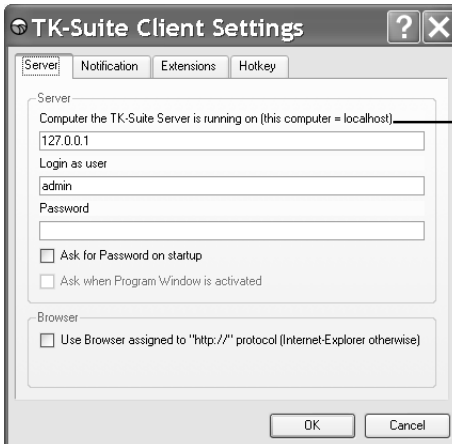 TK-Suite Client Settings
Server Notification Extensions Hotkey
Server
Computer the TK-Suite Server is running on (this computer = localhost)
127.0.0.1
Login as user
admin
Password
Ask for Password on startup
Ask when Program Window is activated
Browser
Use Browser assigned to "http://" protocol (Internet-Explorer otherwise)
OK Cancel